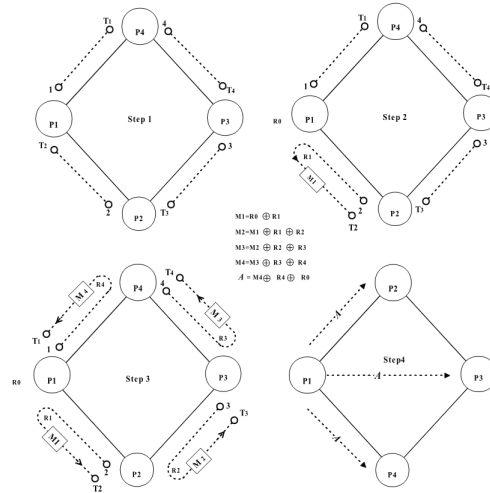 T1
4
P4
1
T4
P1
Step 1
P3
T2
3
2
P2
T3
T1
4
P4
1
T4
R0
P1
Step 2
P3
R1
M1
3
2
T2
P2
T3
M1=R0 ⊕ R1
M2=M1 ⊕ R1 ⊕ R2
M3=M2 ⊕ R2 ⊕ R3
M4=M3 ⊕ R3 ⊕ R4
A = M4 ⊕ R4 ⊕ R0
T4
4
P4
R4
M 4
M 3
T1
1
R3
R0
P1
Step 3
P3
R1
M1
3
T3
2
T2
P2
R2
M 2
P2
A
Step4
P1
A
P3
A
P4